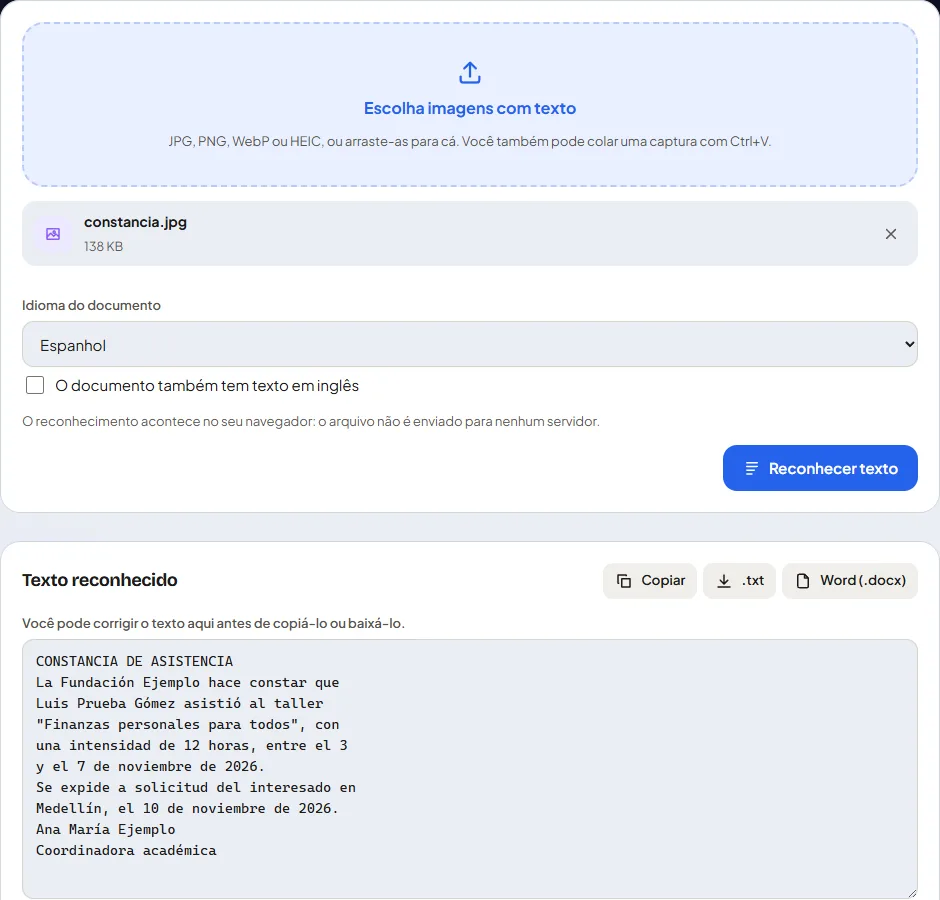 Escolha imagens com texto
JPG, PNG, WebP ou HEIC, ou arraste-as para cá. Você também pode colar uma captura com Ctrl+V.
constancia.jpg
138 KB
Idioma do documento
Espanhol
O documento também tem texto em inglês
O reconhecimento acontece no seu navegador: o arquivo não é enviado para nenhum servidor.
Reconhecer texto
Texto reconhecido
Copiar
.txt
Word (.docx)
Você pode corrigir o texto aqui antes de copiá-lo ou baixá-lo.
CONSTANCIA DE ASISTENCIA
La Fundación Ejemplo hace constar que
Luis Prueba Gómez asistió al taller
"Finanzas personales para todos", con
una intensidad de 12 horas, entre el 3
y el 7 de noviembre de 2026.
Se expide a solicitud del interesado en
Medellín, el 10 de noviembre de 2026.
Ana María Ejemplo
Coordinadora académica